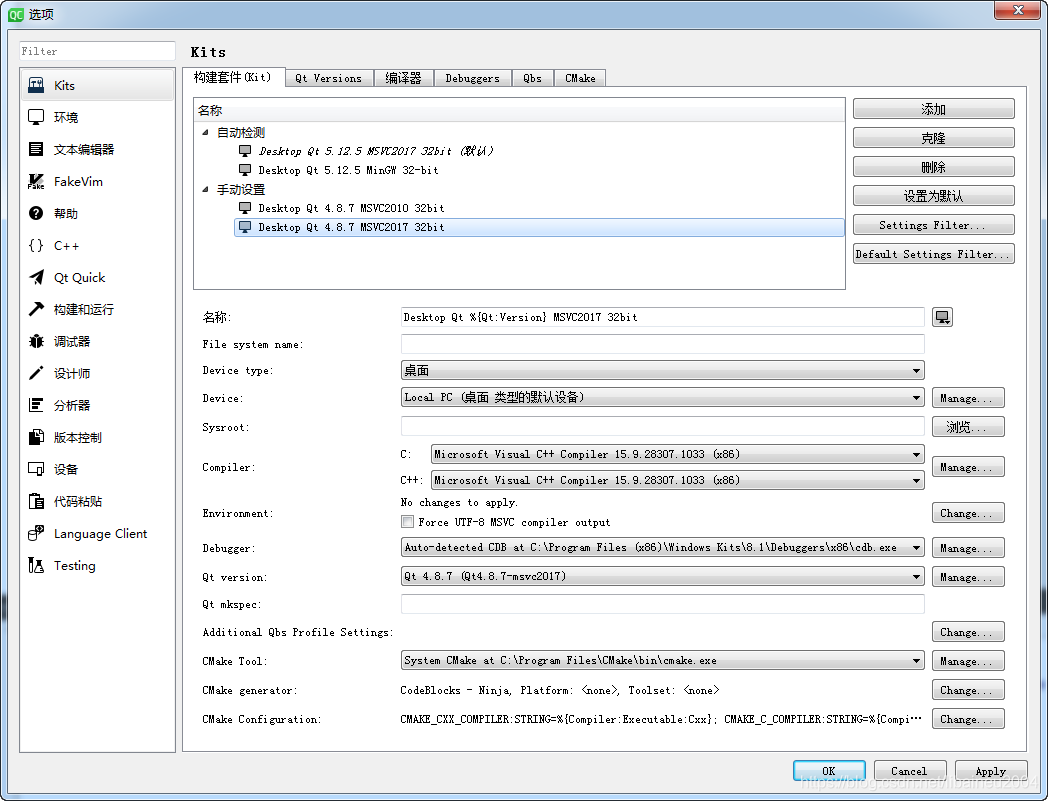 QC 选项
Filter
Kits
环境
文本编辑器
FakeVim
帮助
C++
Qt Quick
构建和运行
调试器
设计师
分析器
版本控制
设备
代码粘贴
Language Client
Testing
Kits
构建套件(Kit) Qt Versions 编译器 Debuggers Qbs CMake
名称
自动检测
Desktop Qt 5.12.5 MSVC2017 32bit (默认)
Desktop Qt 5.12.5 MinGW 32-bit
手动设置
Desktop Qt 4.8.7 MSVC2010 32bit
Desktop Qt 4.8.7 MSVC2017 32bit
添加
克隆
删除
设置为默认
Settings Filter...
Default Settings Filter...
名称: Desktop Qt %{Qt:Version} MSVC2017 32bit
File system name:
Device type: 桌面
Device: Local PC (桌面 类型的默认设备) Manage...
Sysroot: 浏览...
Compiler: C: Microsoft Visual C++ Compiler 15.9.28307.1033 (x86) Manage...
C++: Microsoft Visual C++ Compiler 15.9.28307.1033 (x86)
Environment: No changes to apply. Change...
Force UTF-8 MSVC compiler output
Debugger: Auto-detected CDB at C:\Program Files (x86)\Windows Kits\8.1\Debuggers\x86\cdb.exe Manage...
Qt version: Qt 4.8.7 (Qt4.8.7-msvc2017) Manage...
Qt mkspec:
Additional Qbs Profile Settings: Change...
CMake Tool: System CMake at C:\Program Files\CMake\bin\cmake.exe Manage...
CMake generator: CodeBlocks - Ninja, Platform: <none>, Toolset: <none> Change...
CMake Configuration: CMAKE_CXX_COMPILER:STRING=%{Compiler:Executable:Cxx}; CMAKE_C_COMPILER:STRING=%{Compi… Change...
OK Cancel Apply